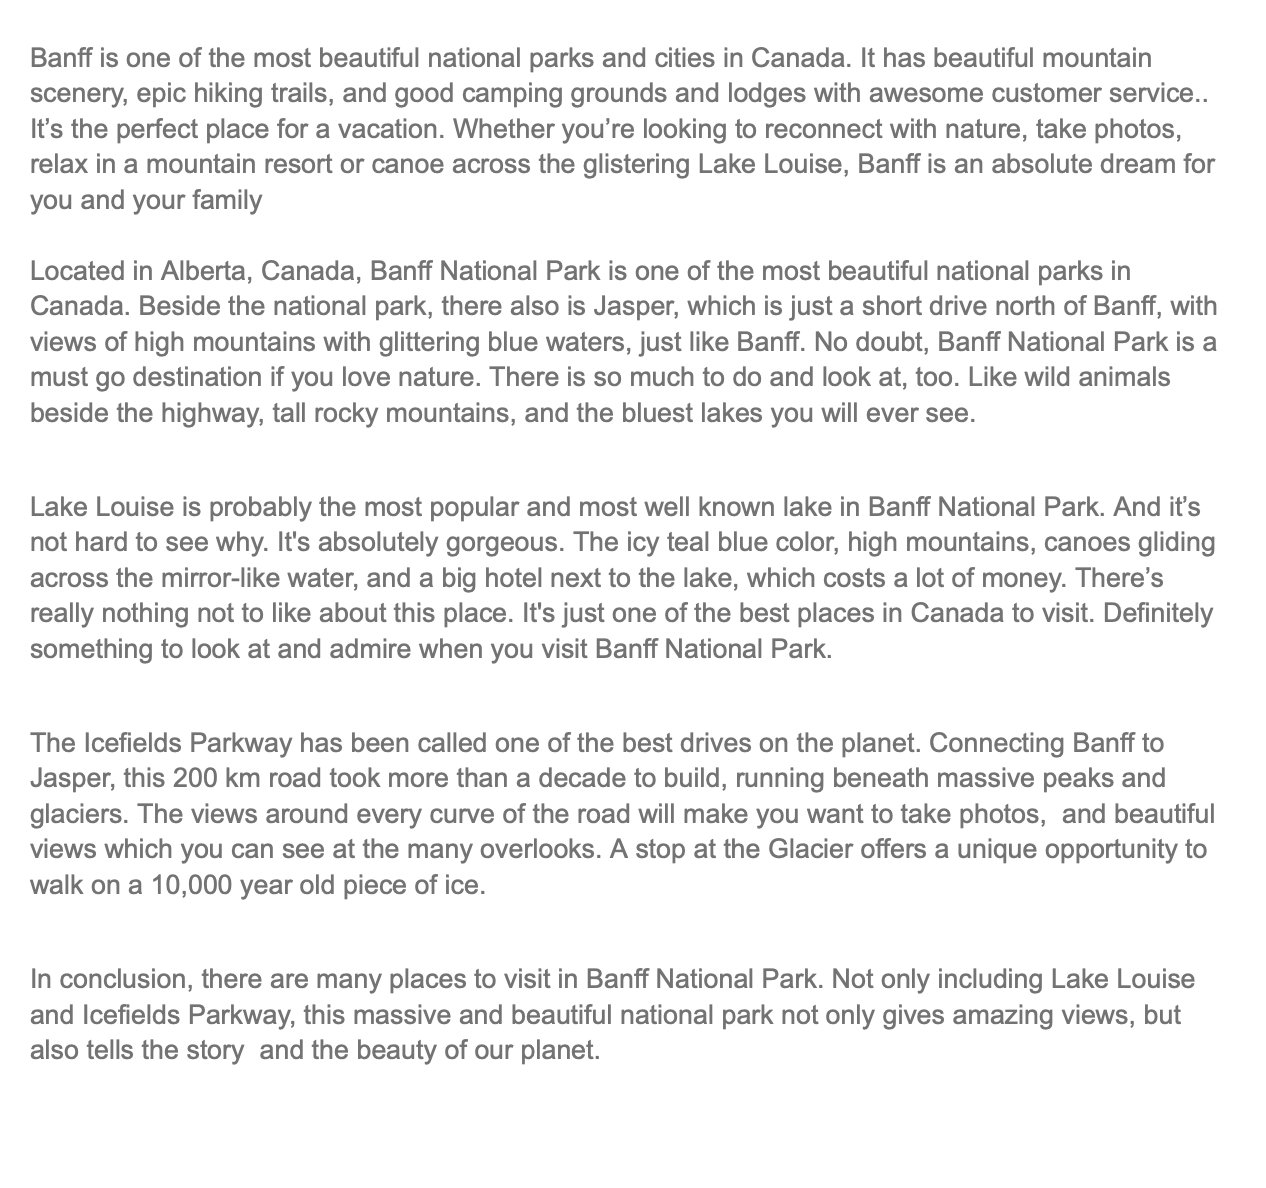 Banff is one of the most beautiful national parks and cities in Canada. It has beautiful mountain
scenery, epic hiking trails, and good camping grounds and lodges with awesome customer service..
It’s the perfect place for a vacation. Whether you’re looking to reconnect with nature, take photos,
relax in a mountain resort or canoe across the glistering Lake Louise, Banff is an absolute dream for
you and your family
Located in Alberta, Canada, Banff National Park is one of the most beautiful national parks in
Canada. Beside the national park, there also is Jasper, which is just a short drive north of Banff, with
views of high mountains with glittering blue waters, just like Banff. No doubt, Banff National Park is a
must go destination if you love nature. There is so much to do and look at, too. Like wild animals
beside the highway, tall rocky mountains, and the bluest lakes you will ever see.
Lake Louise is probably the most popular and most well known lake in Banff National Park. And it’s
not hard to see why. It's absolutely gorgeous. The icy teal blue color, high mountains, canoes gliding
across the mirror-like water, and a big hotel next to the lake, which costs a lot of money. There’s
really nothing not to like about this place. It's just one of the best places in Canada to visit. Definitely
something to look at and admire when you visit Banff National Park.
The Icefields Parkway has been called one of the best drives on the planet. Connecting Banff to
Jasper, this 200 km road took more than a decade to build, running beneath massive peaks and
glaciers. The views around every curve of the road will make you want to take photos,  and beautiful
views which you can see at the many overlooks. A stop at the Glacier offers a unique opportunity to
walk on a 10,000 year old piece of ice.
In conclusion, there are many places to visit in Banff National Park. Not only including Lake Louise
and Icefields Parkway, this massive and beautiful national park not only gives amazing views, but
also tells the story  and the beauty of our planet.